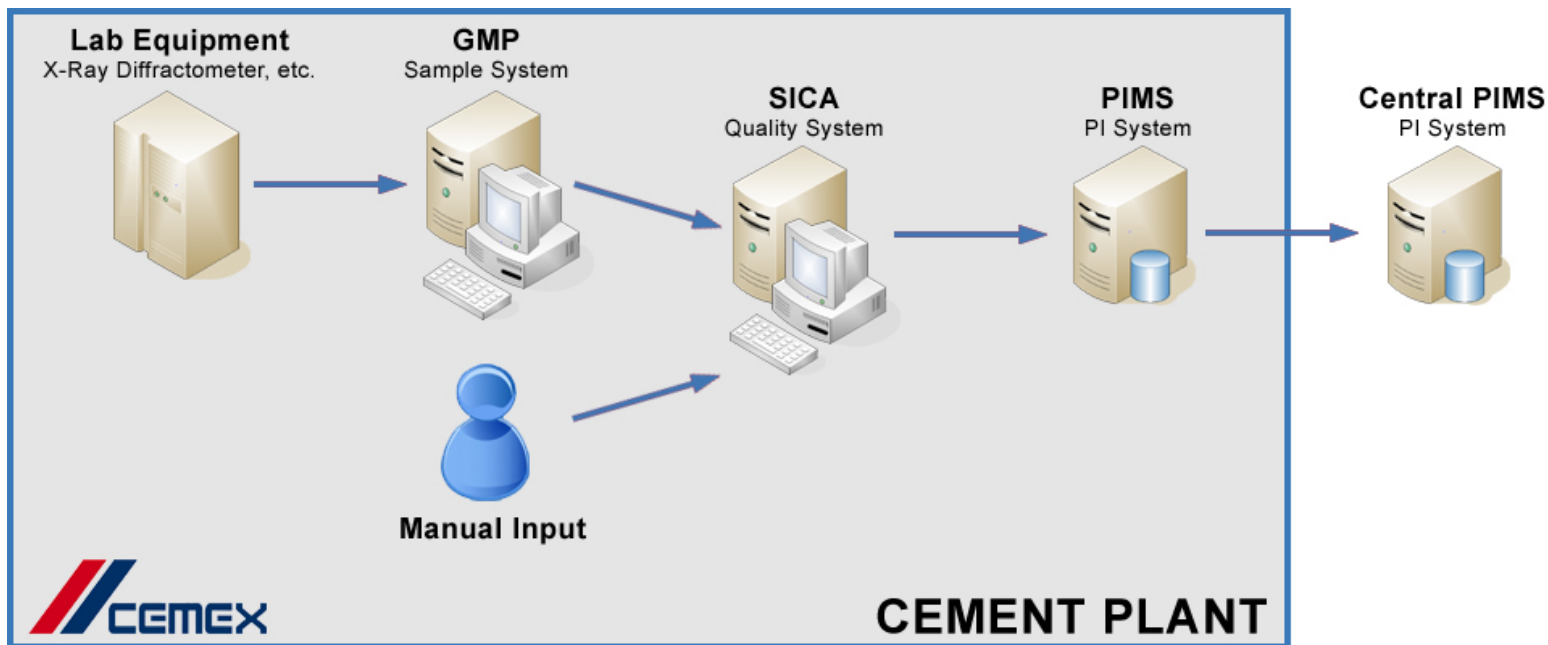 Lab Equipment
X-Ray Diffractometer, etc.
GMP
Sample System
SICA
Quality System
PIMS
PI System
Central PIMS
PI System
Manual Input
CEMEX
CEMENT PLANT